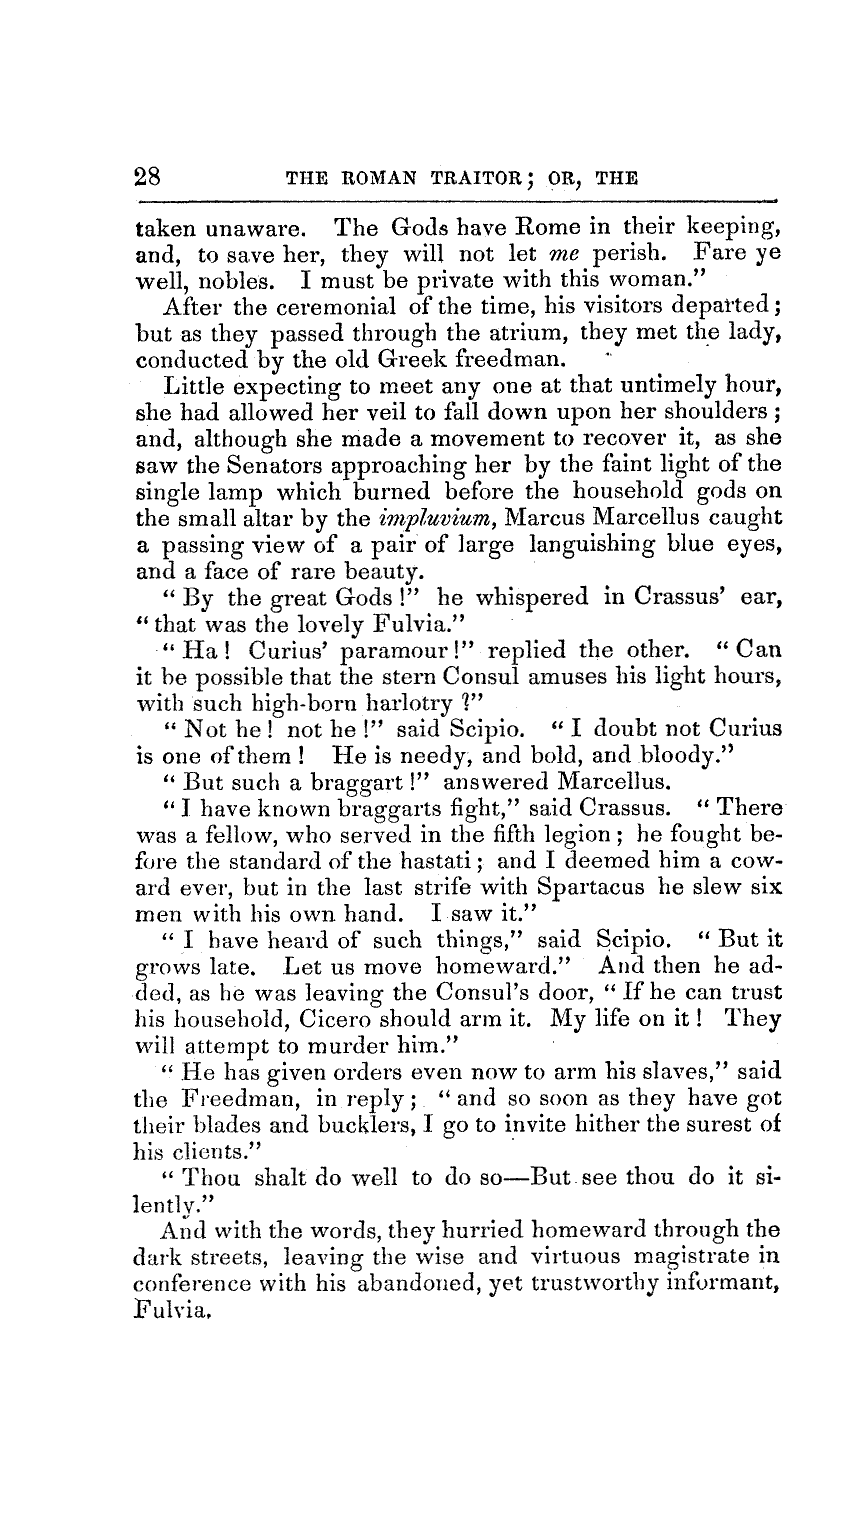 28 THE ROMAN TRAITOR; OR, THE
taken unaware. The Gods have Rome in their keeping,
and, to save her, they will not let me perish. Fare ye
well, nobles. I must be private with this woman."
After the ceremonial of the time, his visitors departed;
but as they passed through the atrium, they met the lady,
conducted by the old Greek freedman.
Little expecting to meet any one at that untimely hour,
she had allowed her veil to fall down upon her shoulders;
and, although she made a movement to recover it, as she
saw the Senators approaching her by the faint light of the
single lamp which burned before the household gods on
the small altar by the impluvium, Marcus Marcellus caught
a passing view of a pair of large languishing blue eyes,
and a face of rare beauty.
"By the great Gods!" he whispered in Crassus' ear,
"that was the lovely Fulvia."
"Ha! Curius' paramour!" replied the other. "Can
it be possible that the stern Consul amuses his light hours,
with such high-born harlotry?"
"Not he! not he!" said Scipio. "I doubt not Curius
is one of them! He is needy, and bold, and bloody."
"But such a braggart!" answered Marcellus.
"I have known braggarts fight," said Crassus. "There
was a fellow, who served in the fifth legion; he fought be-
fore the standard of the hastati; and I deemed him a cow-
ard ever, but in the last strife with Spartacus he slew six
men with his own hand. I saw it."
"I have heard of such things," said Scipio. "But it
grows late. Let us move homeward." And then he ad-
ded, as he was leaving the Consul's door, "If he can trust
his household, Cicero should arm it. My life on it! They
will attempt to murder him."
"He has given orders even now to arm his slaves," said
the Freedman, in reply; "and so soon as they have got
their blades and bucklers, I go to invite hither the surest of
his clients."
"Thou shalt do well to do so—But see thou do it si-
lently."
And with the words, they hurried homeward through the
dark streets, leaving the wise and virtuous magistrate in
conference with his abandoned, yet trustworthy informant,
Fulvia.